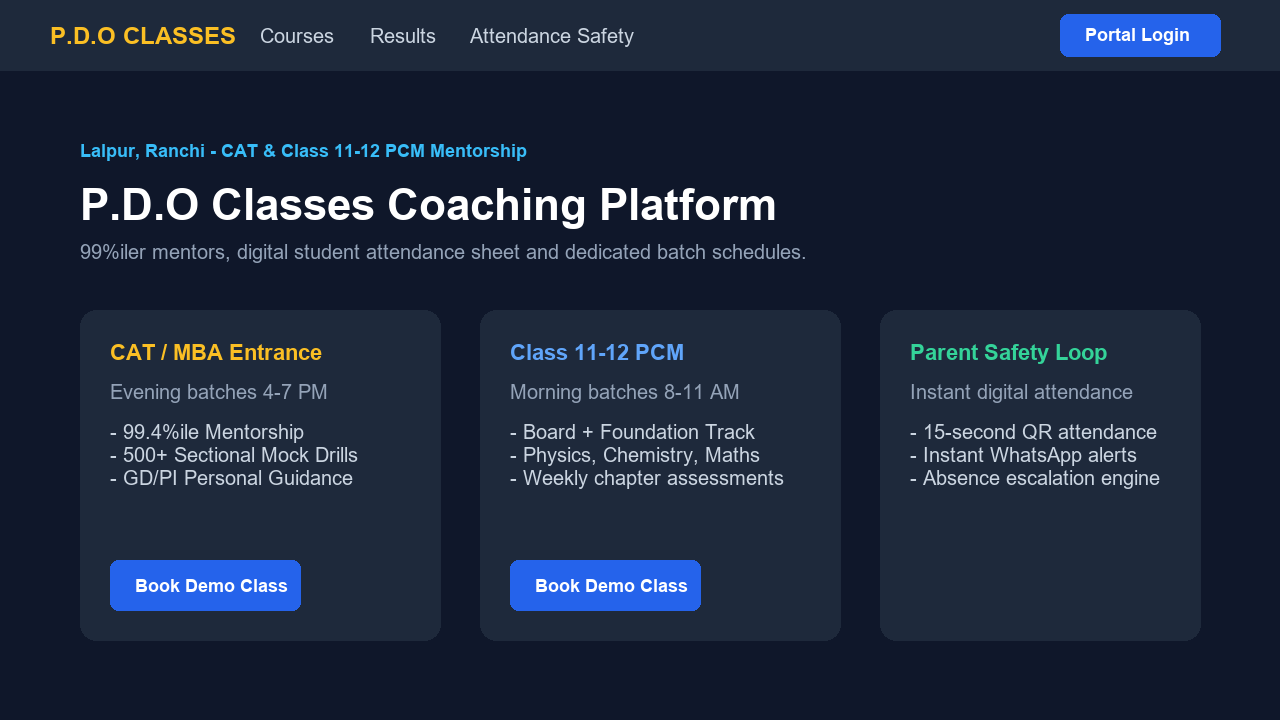 P.D.O CLASSES Courses Results Attendance Safety Portal Login
Lalpur, Ranchi - CAT & Class 11-12 PCM Mentorship
P.D.O Classes Coaching Platform
99%iler mentors, digital student attendance sheet and dedicated batch schedules.
CAT / MBA Entrance
Evening batches 4-7 PM
- 99.4%ile Mentorship
- 500+ Sectional Mock Drills
- GD/PI Personal Guidance
Book Demo Class
Class 11-12 PCM
Morning batches 8-11 AM
- Board + Foundation Track
- Physics, Chemistry, Maths
- Weekly chapter assessments
Book Demo Class
Parent Safety Loop
Instant digital attendance
- 15-second QR attendance
- Instant WhatsApp alerts
- Absence escalation engine